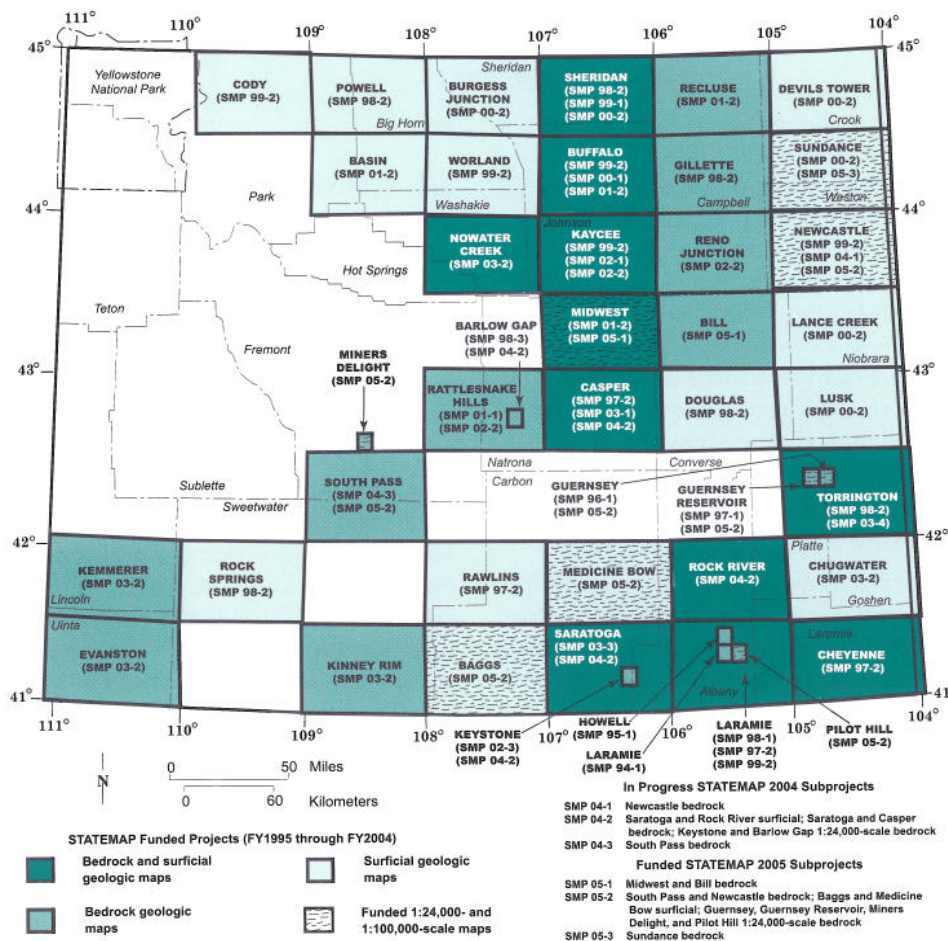 111°
110°
109°
108°
107°
106°
105°
104°
45°
45°
Yellowstone
National Park
CODY
(SMP 99-2)
POWELL
(SMP 98-2)
Big Horn
Sheridan
BURGESS
JUNCTION
(SMP 00-2)
SHERIDAN
(SMP 98-2)
(SMP 99-1)
(SMP 00-2)
RECLUSE
(SMP 01-2)
DEVILS TOWER
(SMP 00-2)
Crook
BASIN
(SMP 01-2)
WORLAND
(SMP 99-2)
BUFFALO
(SMP 99-2)
(SMP 00-1)
(SMP 01-2)
GILLETTE
(SMP 98-2)
SUNDANCE
(SMP 00-2)
(SMP 05-3)
44°
Park
Washakie
Campbell
Weston
44°
Hot Springs
NOWATER
CREEK
(SMP 03-2)
Johnson
KAYCEE
(SMP 99-2)
(SMP 02-1)
(SMP 02-2)
RENO
JUNCTION
(SMP 02-2)
NEWCASTLE
(SMP 99-2)
(SMP 04-1)
(SMP 05-2)
Teton
Fremont
BARLOW GAP
(SMP 98-3)
(SMP 04-2)
MIDWEST
(SMP 01-2)
(SMP 05-1)
BILL
(SMP 05-1)
LANCE CREEK
(SMP 00-2)
Niobrara
43°
43°
MINERS
DELIGHT
(SMP 05-2)
RATTLESNAKE
HILLS
(SMP 01-1)
(SMP 02-2)
CASPER
(SMP 97-2)
(SMP 03-1)
(SMP 04-2)
DOUGLAS
(SMP 98-2)
LUSK
(SMP 00-2)
Sublette
Sweetwater
SOUTH PASS
(SMP 04-3)
(SMP 05-2)
Natrona
Carbon
Converse
GUERNSEY
(SMP 96-1)
(SMP 05-2)
GUERNSEY
RESERVOIR
(SMP 97-1)
(SMP 05-2)
TORRINGTON
(SMP 98-2)
(SMP 03-4)
42°
42°
KEMMERER
(SMP 03-2)
Lincoln
ROCK
SPRINGS
(SMP 98-2)
RAWLINS
(SMP 97-2)
MEDICINE BOW
(SMP 05-2)
ROCK RIVER
(SMP 04-2)
Platte
CHUGWATER
(SMP 03-2)
Goshen
Uinta
EVANSTON
(SMP 03-2)
KINNEY RIM
(SMP 03-2)
BAGGS
(SMP 05-2)
SARATOGA
(SMP 03-3)
(SMP 04-2)
Albany
Laramie
CHEYENNE
(SMP 97-2)
41°
41°
111°
110°
109°
108°
107°
106°
105°
104°
KEYSTONE
(SMP 02-3)
(SMP 04-2)
HOWELL
(SMP 95-1)
LARAMIE
(SMP 94-1)
LARAMIE
(SMP 98-1)
(SMP 97-2)
(SMP 99-2)
PILOT HILL
(SMP 05-2)
N
0 50 Miles
0 60 Kilometers
STATEMAP Funded Projects (FY1995 through FY2004)
Bedrock and surficial
geologic maps
Surficial geologic
maps
Bedrock geologic
maps
Funded 1:24,000- and
1:100,000-scale maps
In Progress STATEMAP 2004 Subprojects
SMP 04-1 Newcastle bedrock
SMP 04-2 Saratoga and Rock River surficial; Saratoga and Casper
bedrock; Keystone and Barlow Gap 1:24,000-scale bedrock
SMP 04-3 South Pass bedrock
Funded STATEMAP 2005 Subprojects
SMP 05-1 Midwest and Bill bedrock
SMP 05-2 South Pass and Newcastle bedrock; Baggs and Medicine
Bow surficial; Guernsey, Guernsey Reservoir, Miners
Delight, and Pilot Hill 1:24,000-scale bedrock
SMP 05-3 Sundance bedrock